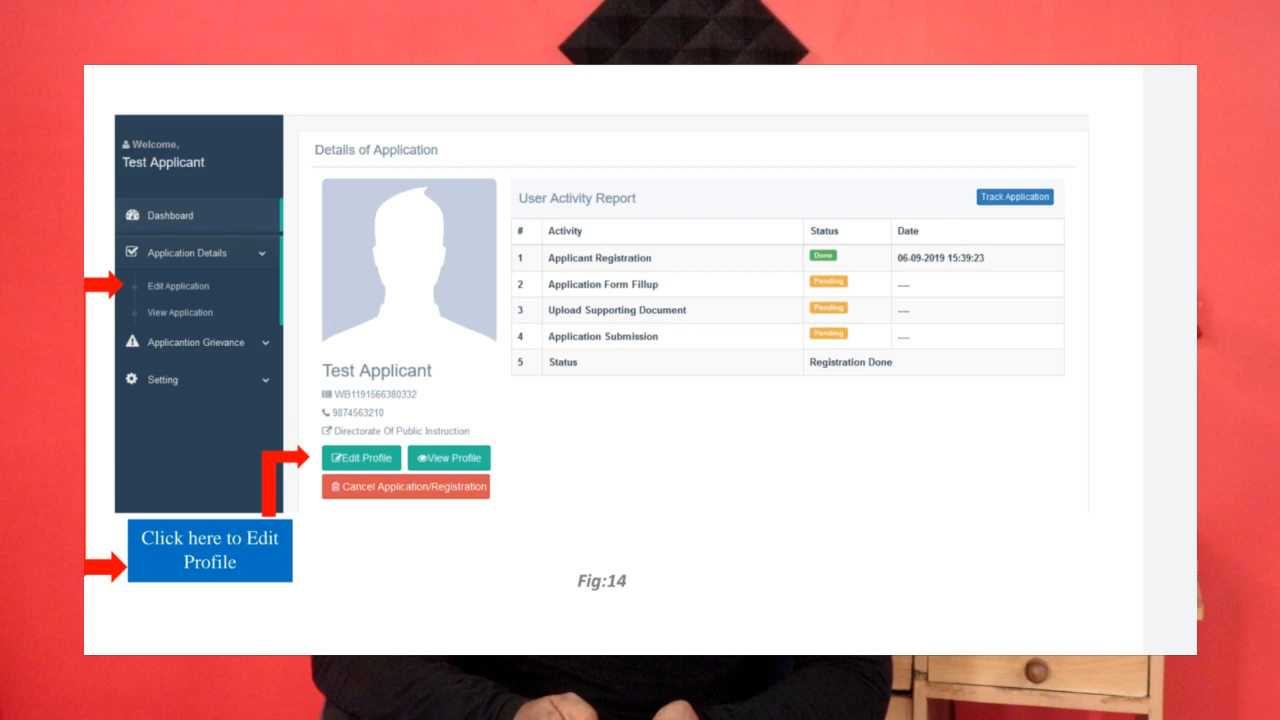 Welcome,
Test Applicant
Dashboard
Application Details
Edit Application
View Application
Applicantion Grievance
Setting
Details of Application
Test Applicant
WB1191566380332
9874563210
Directorate Of Public Instruction
Edit Profile View Profile
Cancel Application/Registration
User Activity Report Track Application
# Activity Status Date
1 Applicant Registration Done 06-09-2019 15:39:23
2 Application Form Fillup Pending ----
3 Upload Supporting Document Pending ----
4 Application Submission Pending ----
5 Status Registration Done
Click here to Edit
Profile
Fig:14